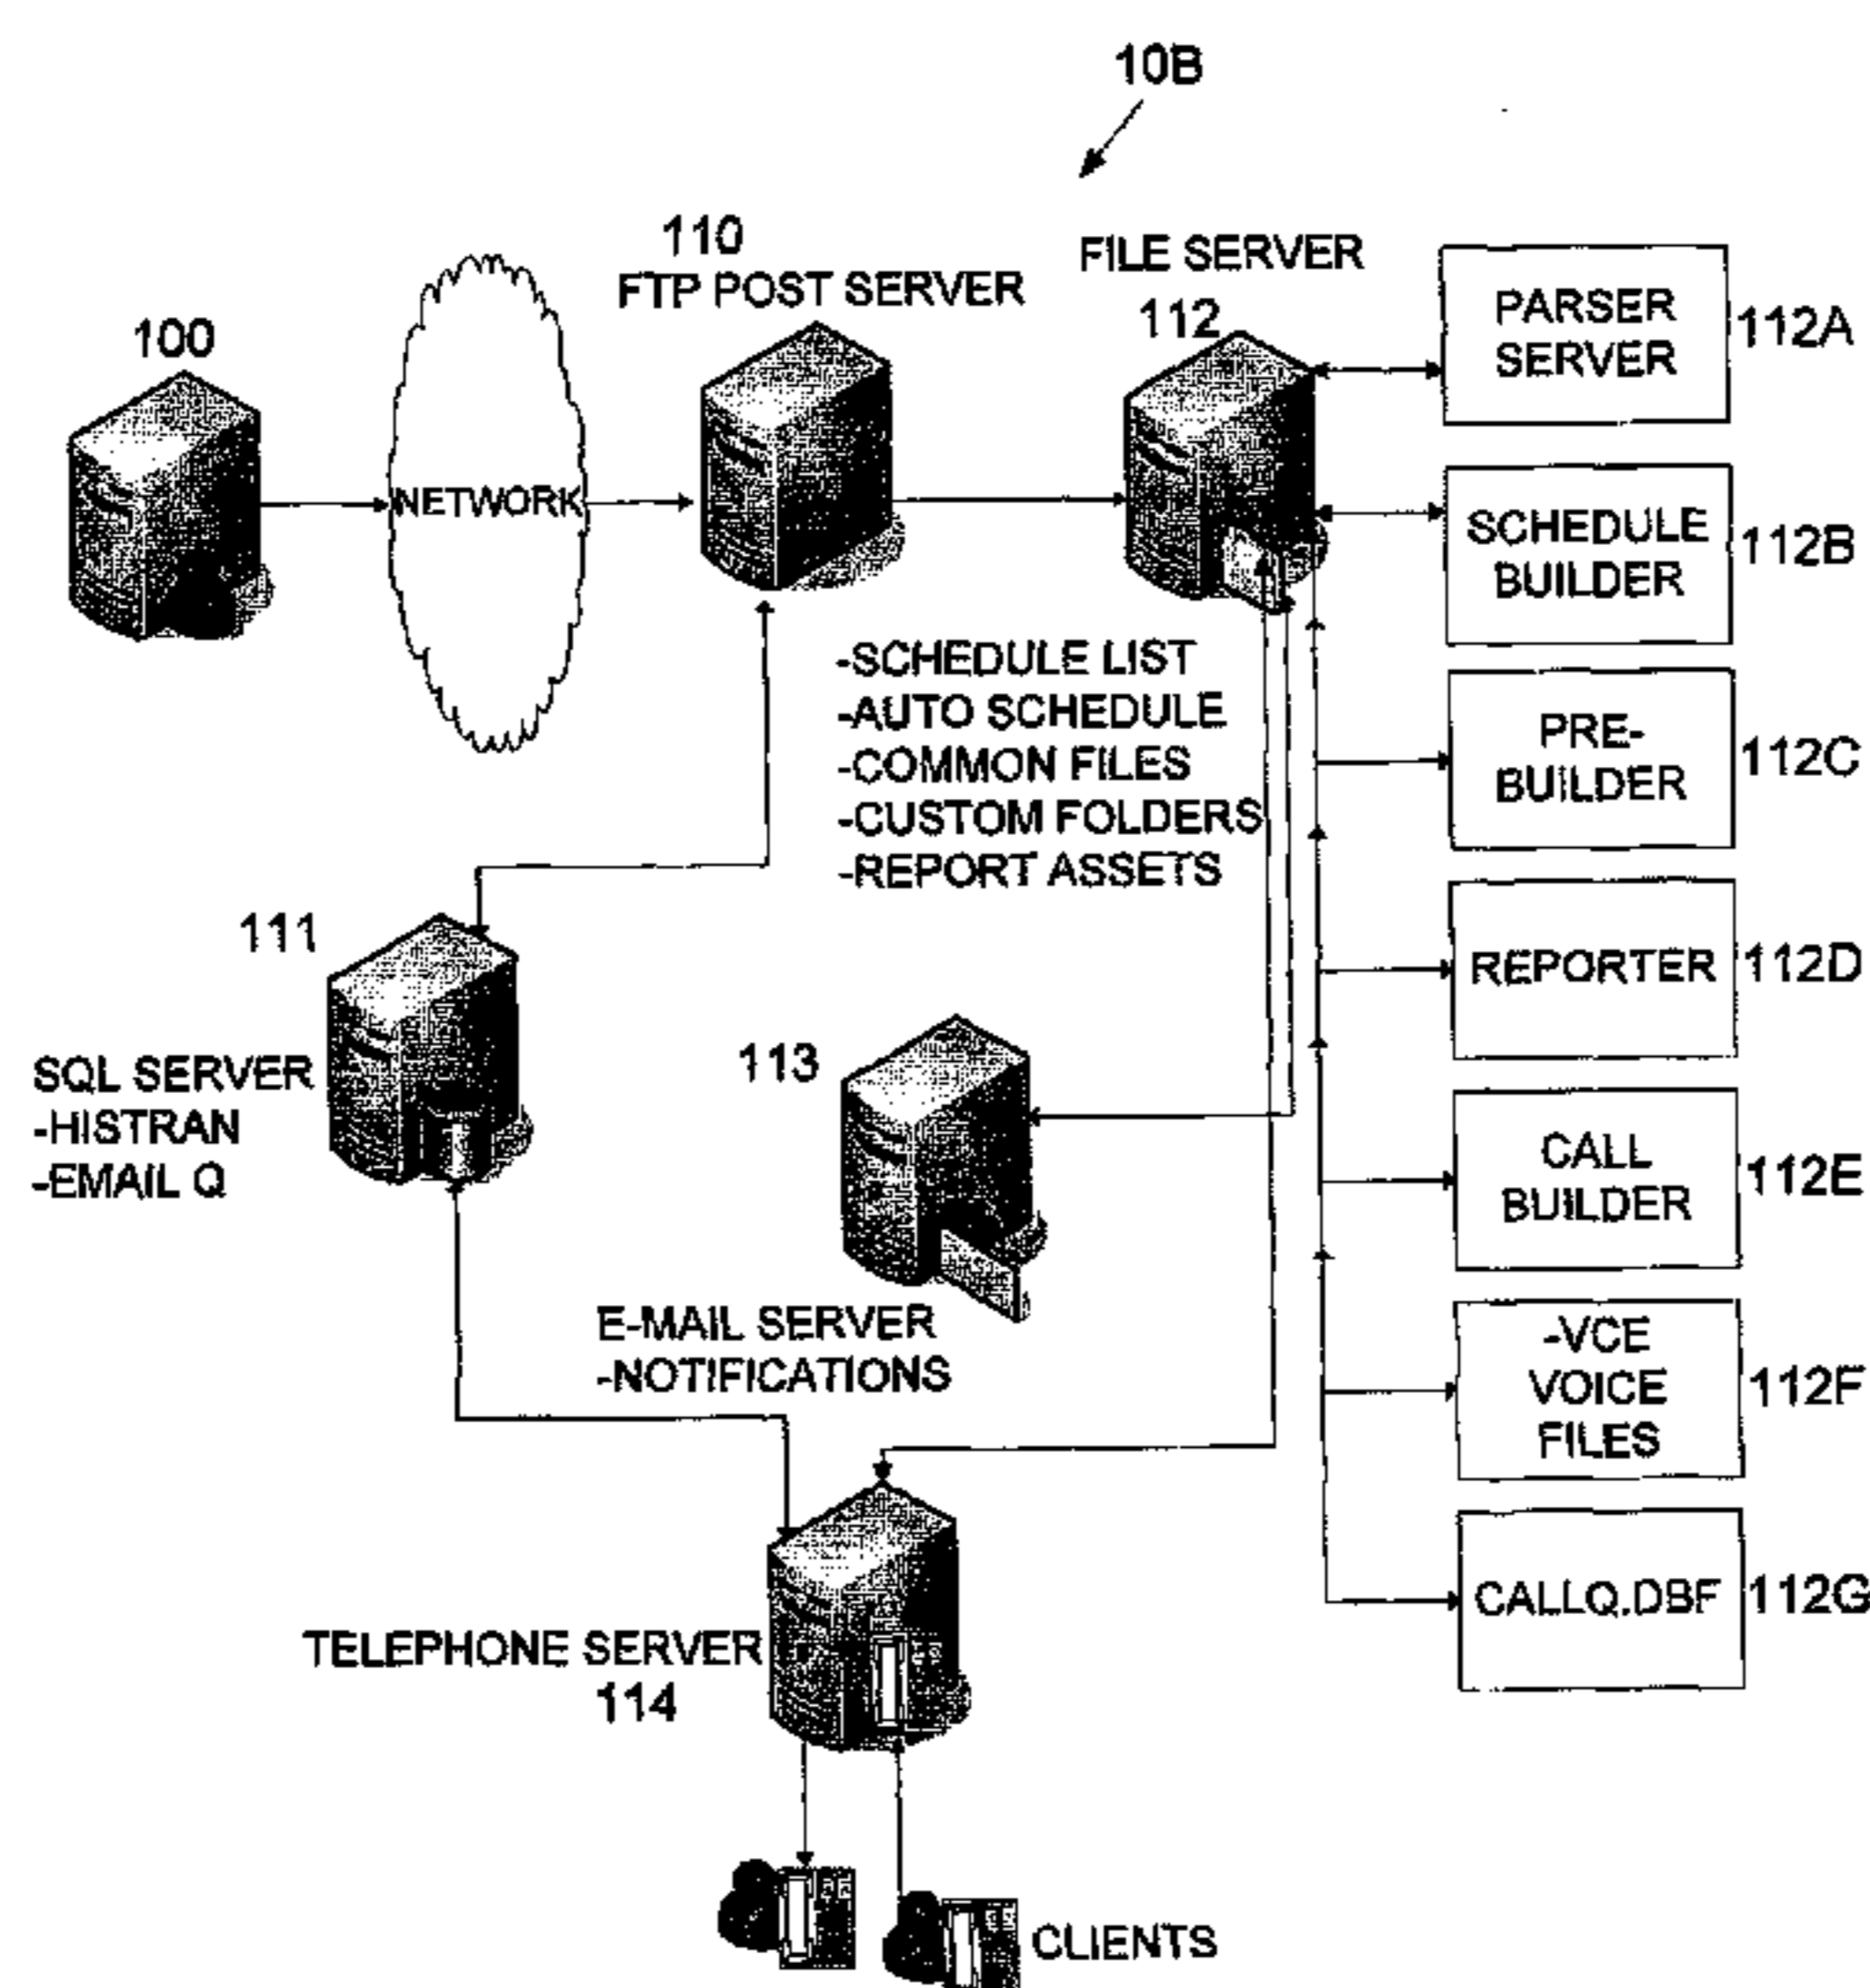 10B
110
FTP POST SERVER
FILE SERVER
112
100
NETWORK
PARSER
SERVER
112A
SCHEDULE
BUILDER
112B
-SCHEDULE LIST
-AUTO SCHEDULE
-COMMON FILES
-CUSTOM FOLDERS
-REPORT ASSETS
PRE-
BUILDER
112C
REPORTER
112D
111
SQL SERVER
-HISTRAN
-EMAIL Q
113
E-MAIL SERVER
-NOTIFICATIONS
CALL
BUILDER
112E
-VCE
VOICE
FILES
112F
CALLQ.DBF
112G
TELEPHONE SERVER
114
CLIENTS